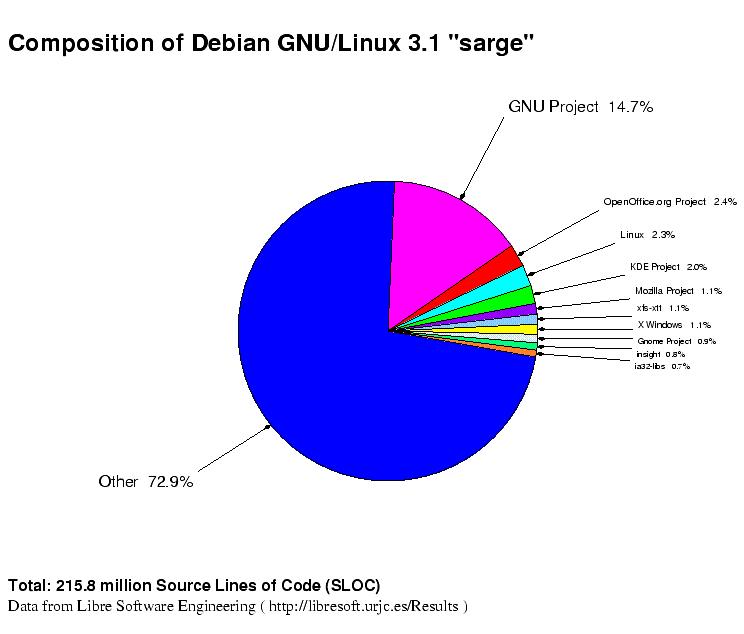 Composition of Debian GNU/Linux 3.1 "sarge"
GNU Project 14.7%
OpenOffice.org Project 2.4%
Linux 2.3%
KDE Project 2.0%
Mozilla Project 1.1%
xfs-xtt 1.1%
X Windows 1.1%
Gnome Project 0.9%
insight 0.8%
ia32-libs 0.7%
Other 72.9%
Total: 215.8 million Source Lines of Code (SLOC)
Data from Libre Software Engineering ( http://libresoft.urjc.es/Results )